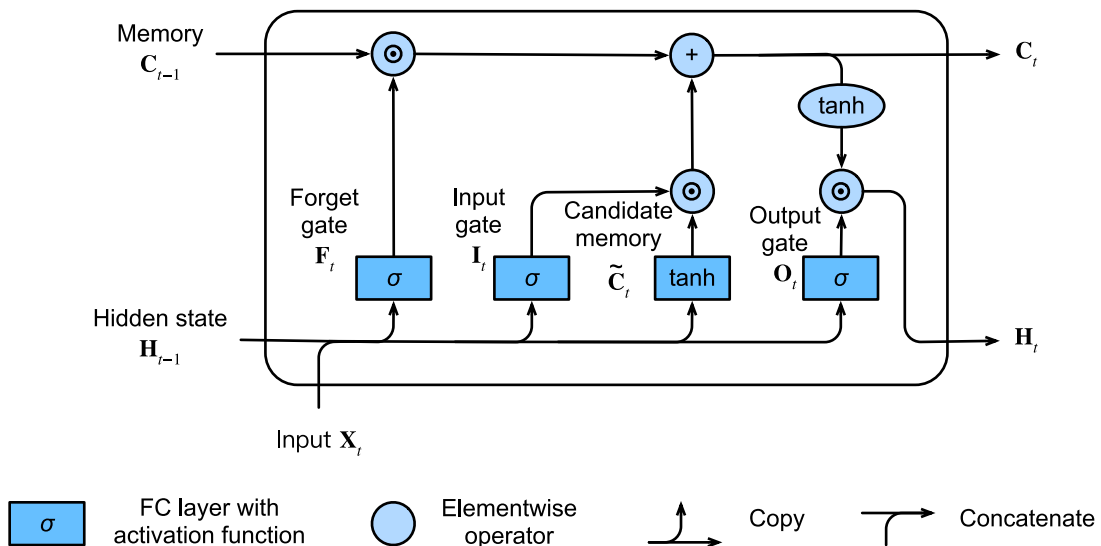 Memory
C_{t−1}
⊙
+
C_t
tanh
Forget
gate
F_t
Input
gate
I_t
Candidate
memory
C̃_t
⊙
Output
gate
O_t
⊙
σ
σ
tanh
σ
Hidden state
H_{t−1}
H_t
Input X_t
σ
FC layer with
activation function
Elementwise
operator
Copy
Concatenate